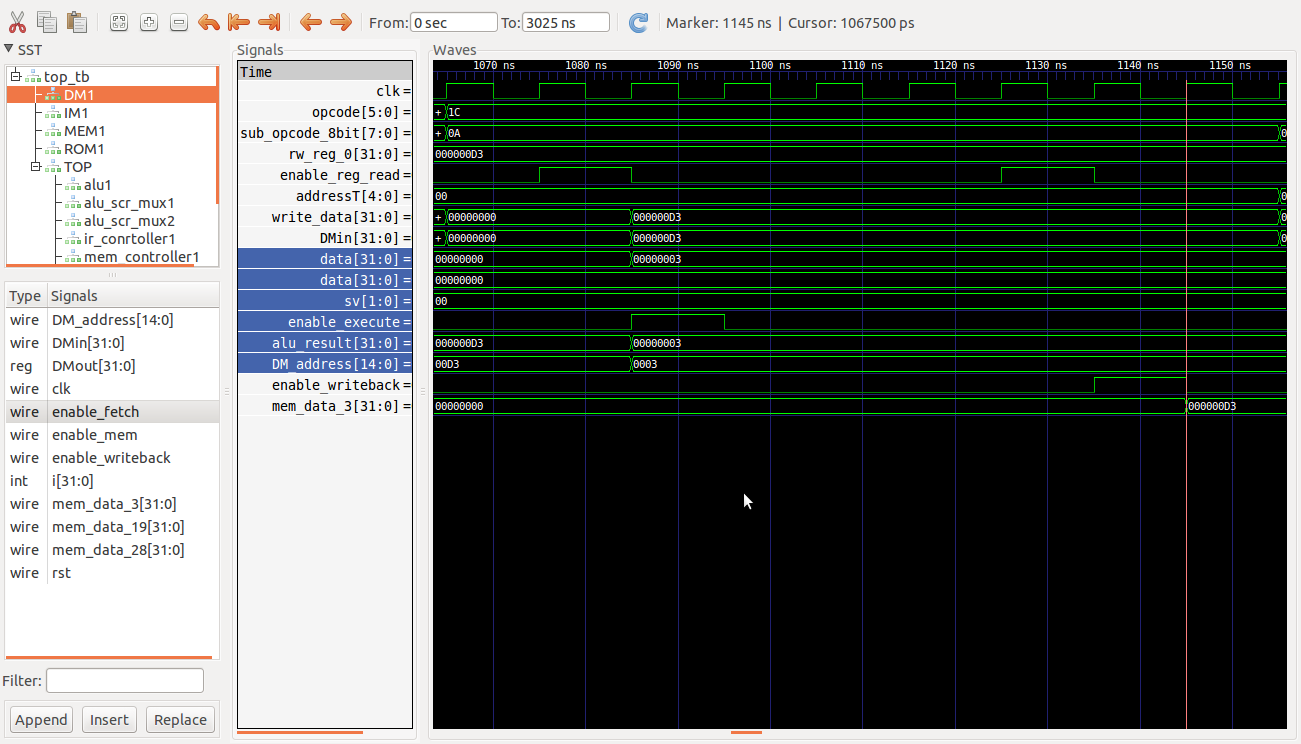 From: 0 sec To: 3025 ns Marker: 1145 ns | Cursor: 1067500 ps
SST
top_tb
DM1
IM1
MEM1
ROM1
TOP
alu1
alu_scr_mux1
alu_scr_mux2
ir_conrtoller1
mem_controller1
Type Signals
wire DM_address[14:0]
wire DMin[31:0]
reg DMout[31:0]
wire clk
wire enable_fetch
wire enable_mem
wire enable_writeback
int i[31:0]
wire mem_data_3[31:0]
wire mem_data_19[31:0]
wire mem_data_28[31:0]
wire rst
Filter:
Append Insert Replace
Signals
Time
clk =
opcode[5:0] =
sub_opcode_8bit[7:0] =
rw_reg_0[31:0] =
enable_reg_read =
addressT[4:0] =
write_data[31:0] =
DMin[31:0] =
data[31:0] =
data[31:0] =
sv[1:0] =
enable_execute =
alu_result[31:0] =
DM_address[14:0] =
enable_writeback =
mem_data_3[31:0] =
Waves
1070 ns 1080 ns 1090 ns 1100 ns 1110 ns 1120 ns 1130 ns 1140 ns 1150 ns
+ 1C
+ 0A 0
000000D3
00 0
+ 00000000 000000D3 0
+ 00000000 000000D3 0
00000000 00000003
00000000
00
000000D3 00000003
00D3 0003
00000000 000000D3